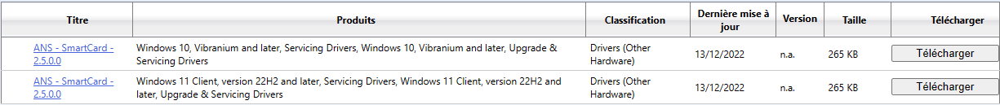 Titre Produits Classification Dernière mise à jour Version Taille Télécharger
ANS - SmartCard - 2.5.0.0 Windows 10, Vibranium and later, Servicing Drivers, Windows 10, Vibranium and later, Upgrade & Servicing Drivers Drivers (Other Hardware) 13/12/2022 n.a. 265 KB Télécharger
ANS - SmartCard - 2.5.0.0 Windows 11 Client, version 22H2 and later, Servicing Drivers, Windows 11 Client, version 22H2 and later, Upgrade & Servicing Drivers Drivers (Other Hardware) 13/12/2022 n.a. 265 KB Télécharger